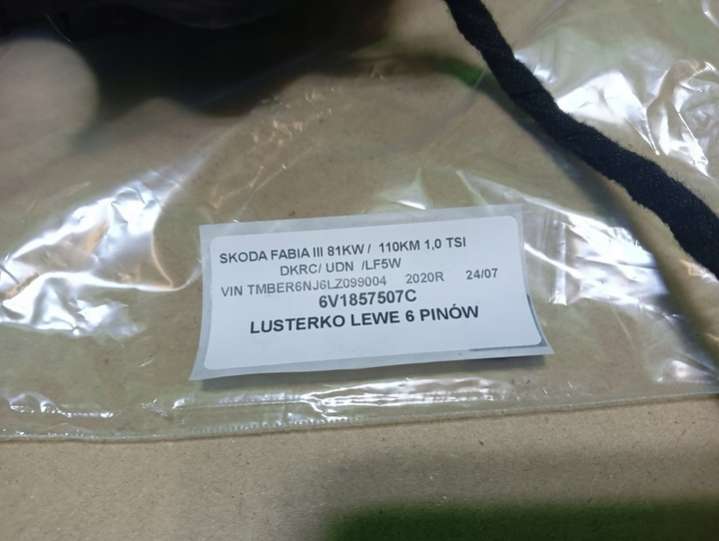 SKODA FABIA III 81KW / 110KM 1,0 TSI
DKRC/ UDN /LF5W
VIN TMBER6NJ6LZ099004 2020R 24/07
6V1857507C
LUSTERKO LEWE 6 PINÓW